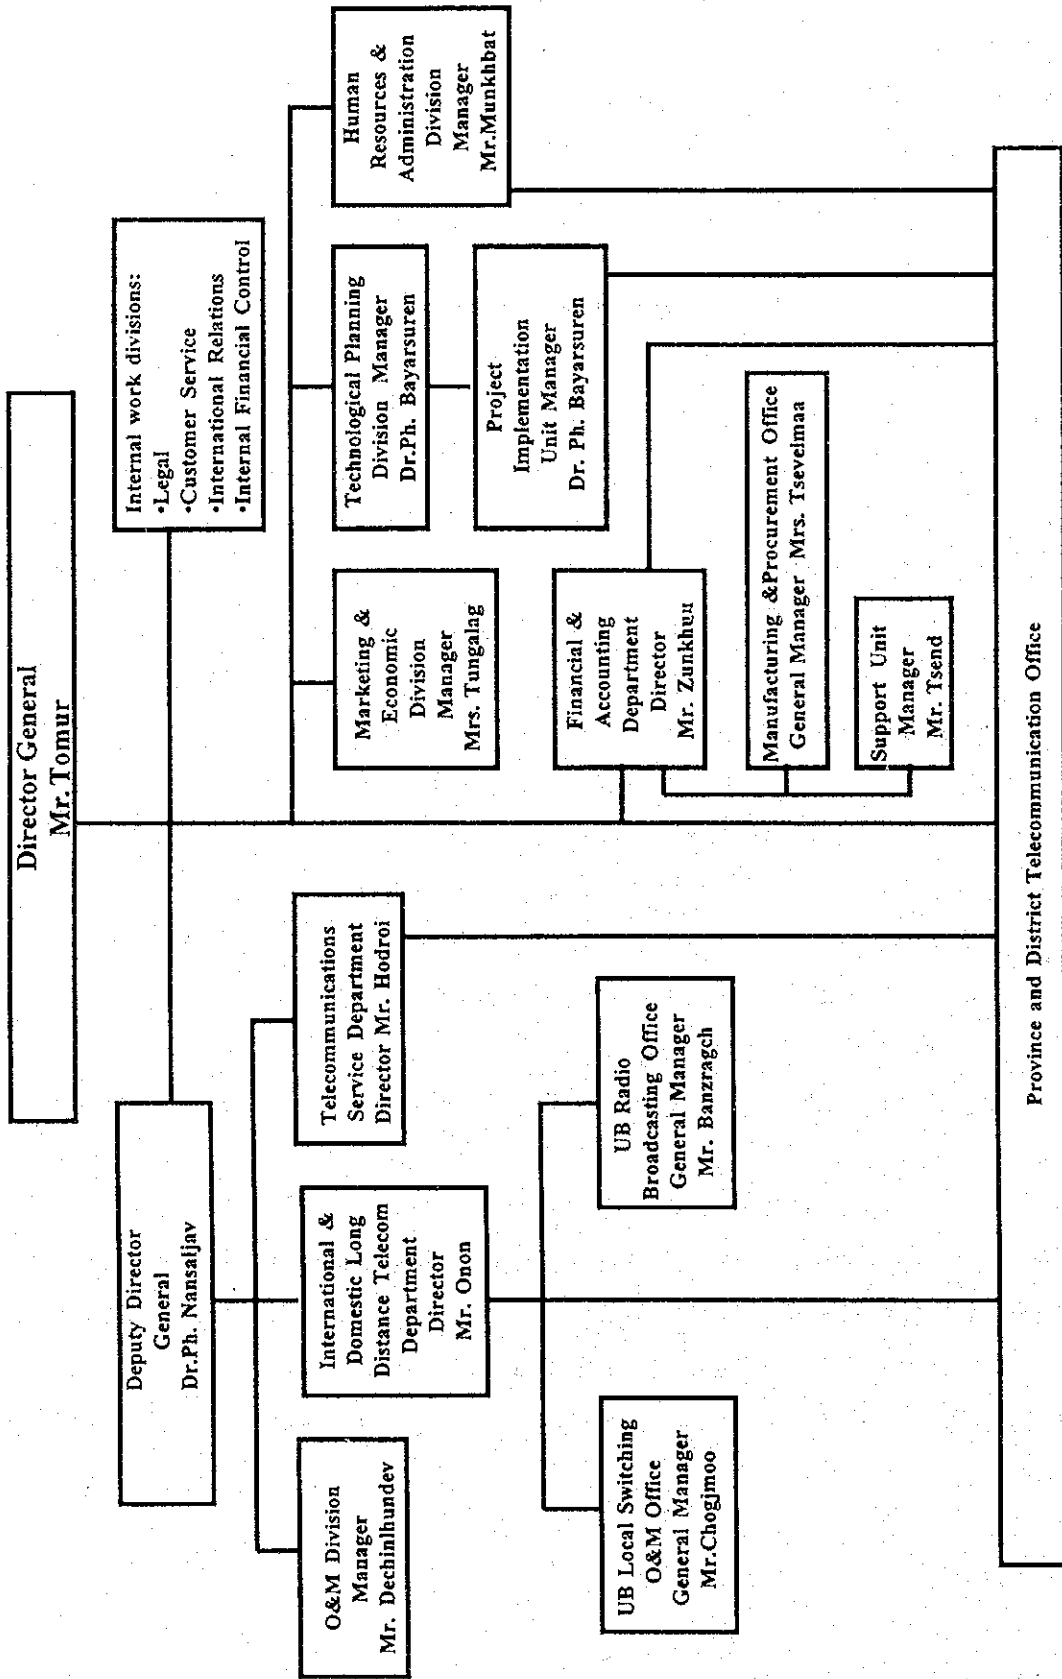 Director General
Mr. Tomur
Deputy Director
General
Dr.Ph. Nansaljav
Internal work divisions:
•Legal
•Customer Service
•International Relations
•Internal Financial Control
O&M Division
Manager
Mr. Dechinlhundev
International &
Domestic Long
Distance Telecom
Department
Director
Mr. Onon
Telecommunications
Service Department
Director Mr. Hodroi
Marketing &
Economic
Division
Manager
Mrs. Tungalag
Technological Planning
Division Manager
Dr.Ph. Bayarsuren
Human
Resources &
Administration
Division
Manager
Mr.Munkhbat
Project
Implementation
Unit Manager
Dr. Ph. Bayarsuren
Financial &
Accounting
Department
Director
Mr. Zunkhuu
UB Local Switching
O&M Office
General Manager
Mr.Chogjmoo
UB Radio
Broadcasting Office
General Manager
Mr. Banzragch
Manufacturing &Procurement Office
General Manager Mrs. Tsevelmaa
Support Unit
Manager
Mr. Tsend
Province and District Telecommunication Office